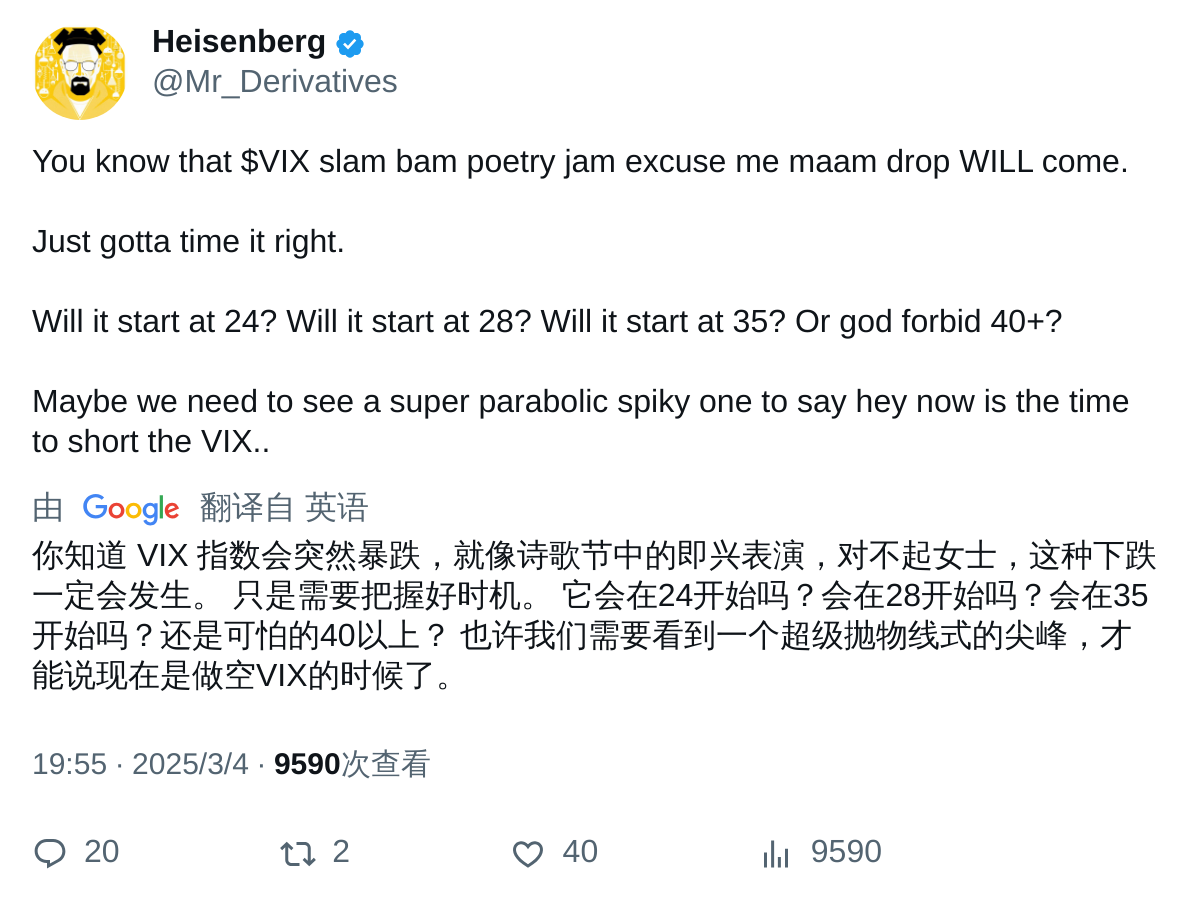 Heisenberg
@Mr_Derivatives
You know that $VIX slam bam poetry jam excuse me maam drop WILL come.
Just gotta time it right.
Will it start at 24? Will it start at 28? Will it start at 35? Or god forbid 40+?
Maybe we need to see a super parabolic spiky one to say hey now is the time
to short the VIX..
由 Google 翻译自 英语
你知道 VIX 指数会突然暴跌，就像诗歌节中的即兴表演，对不起女士，这种下跌
一定会发生。 只是需要把握好时机。 它会在24开始吗？会在28开始吗？会在35
开始吗？还是可怕的40以上？ 也许我们需要看到一个超级抛物线式的尖峰，才
能说现在是做空VIX的时候了。
19:55 · 2025/3/4 · 9590次查看
20 2 40 9590